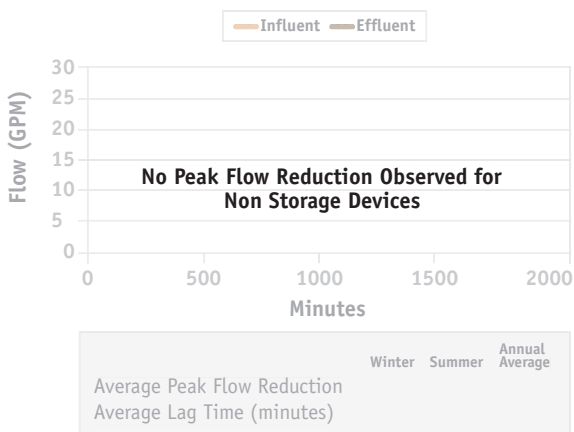 Influent Effluent
30
25
20
15
10
5
0
Flow (GPM)
No Peak Flow Reduction Observed for
Non Storage Devices
0 500 1000 1500 2000
Minutes
Winter Summer Annual Average
Average Peak Flow Reduction
Average Lag Time (minutes)